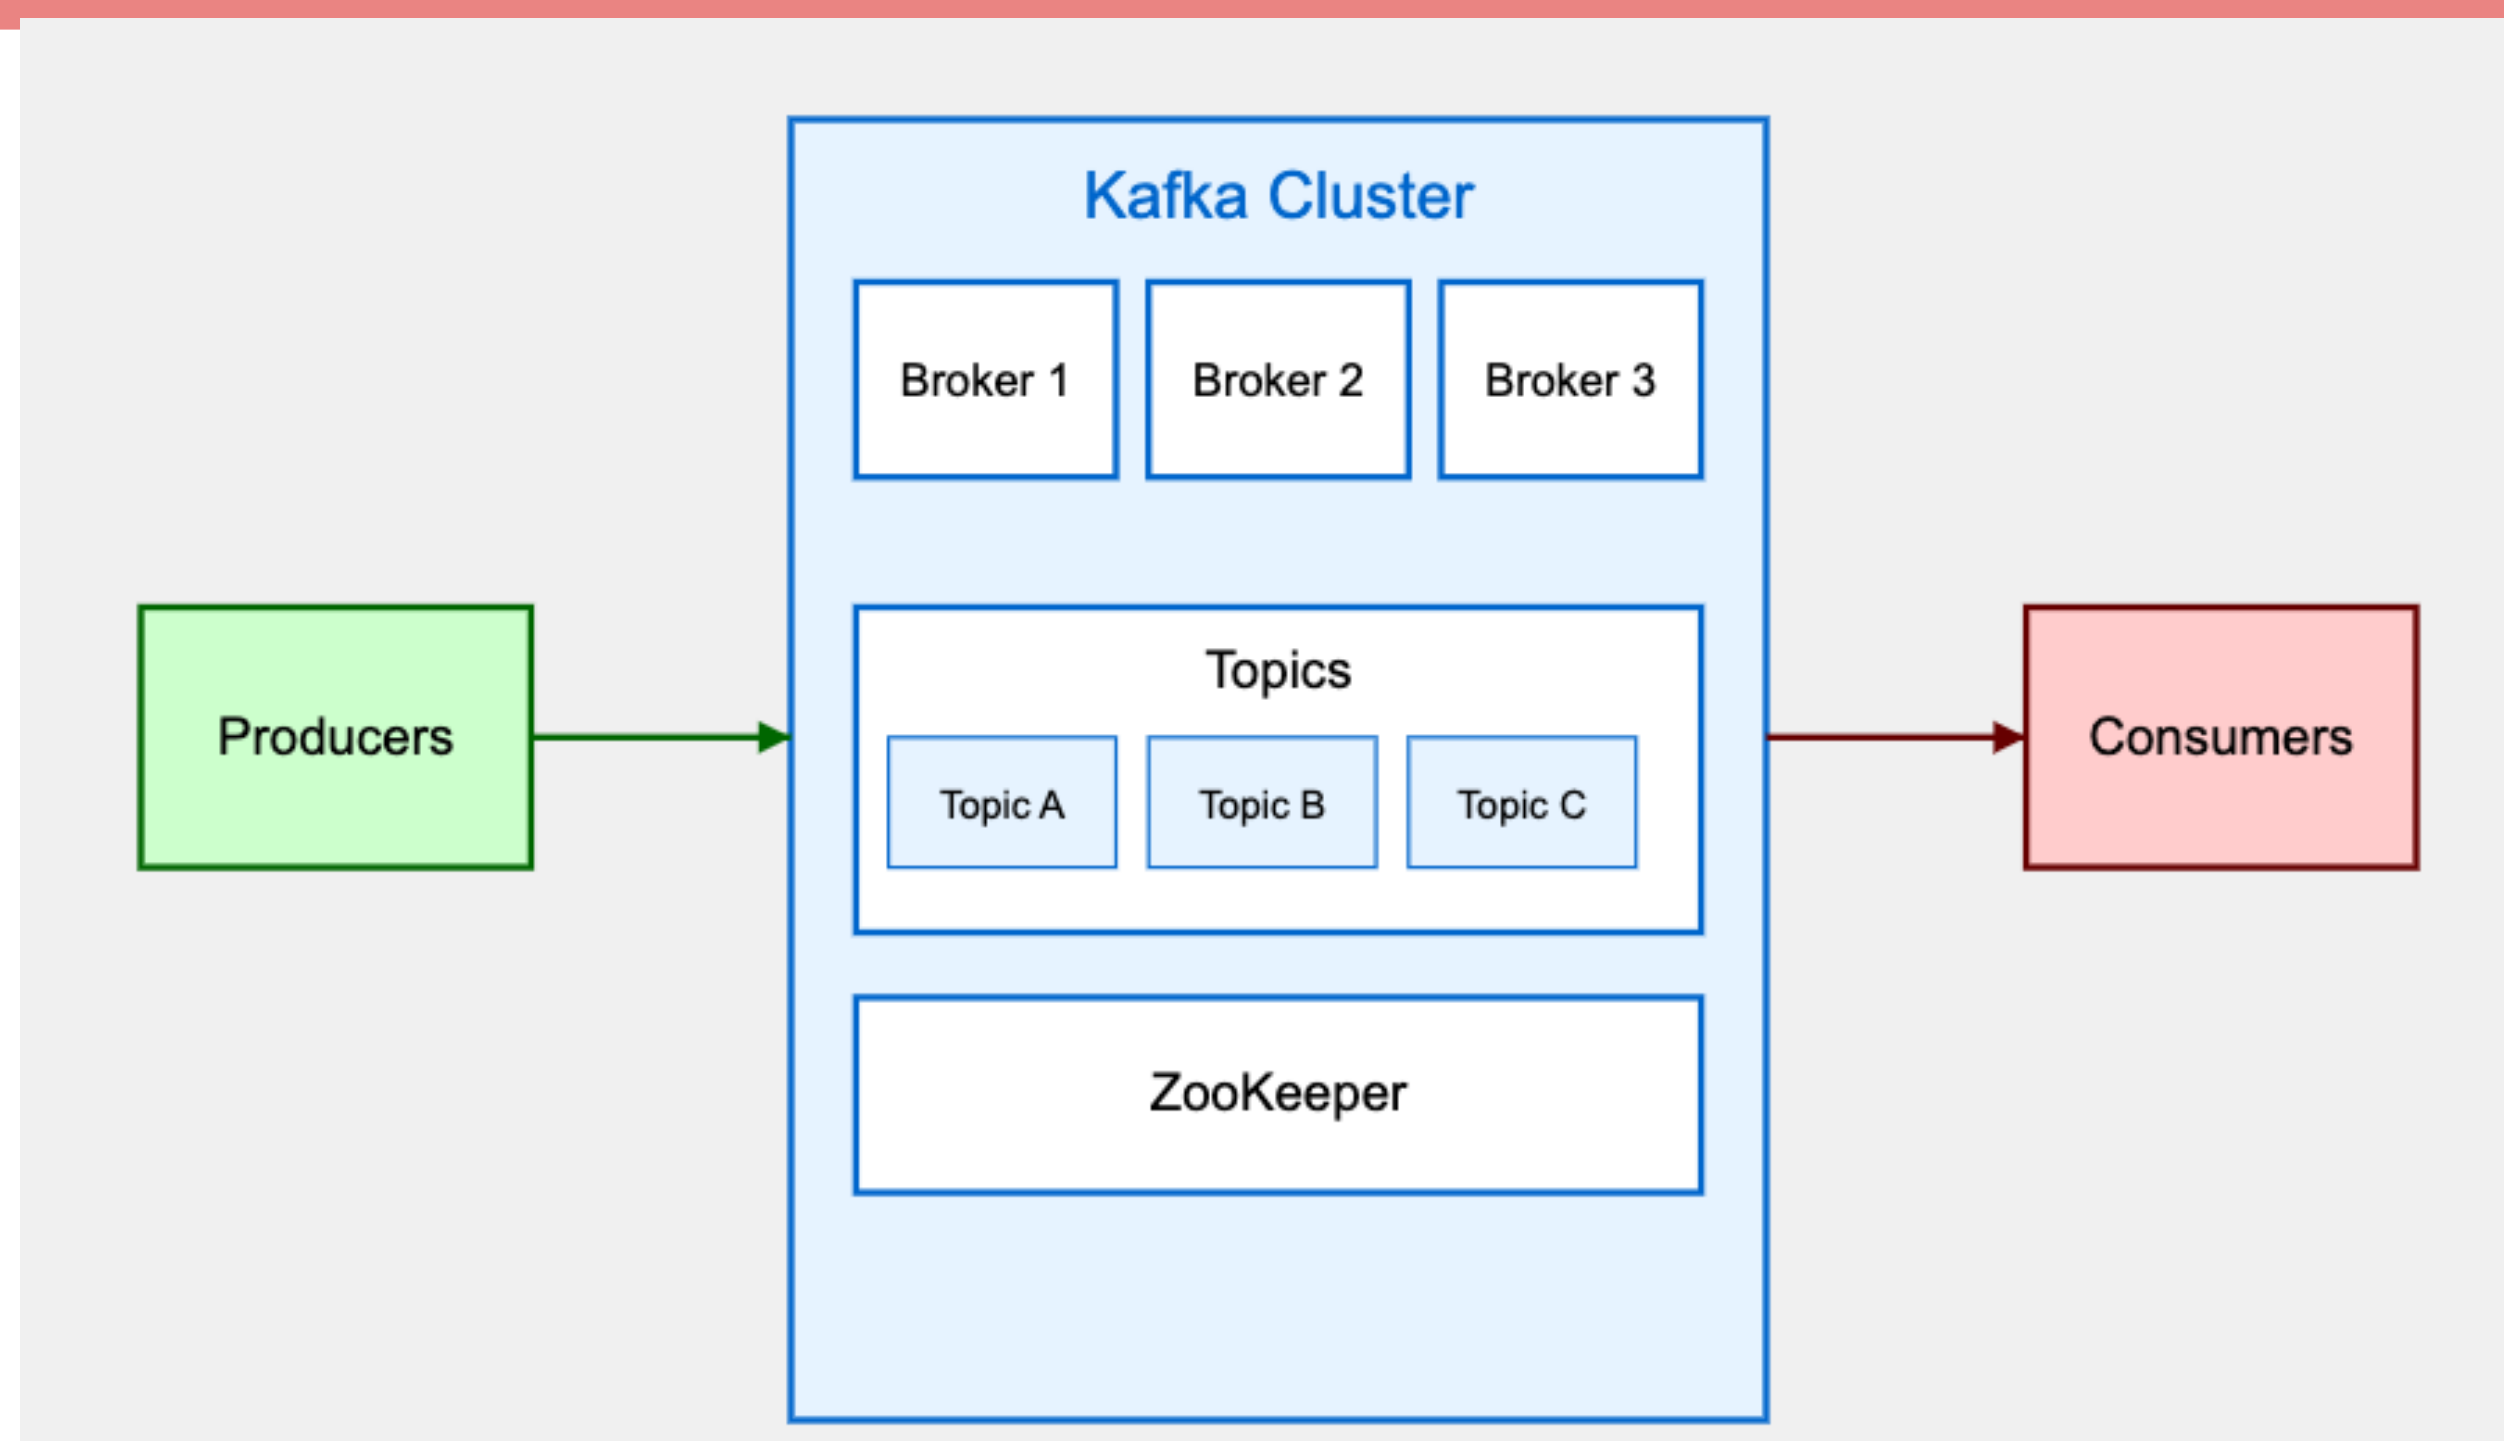 Kafka Cluster
Broker 1
Broker 2
Broker 3
Producers
Topics
Topic A
Topic B
Topic C
ZooKeeper
Consumers